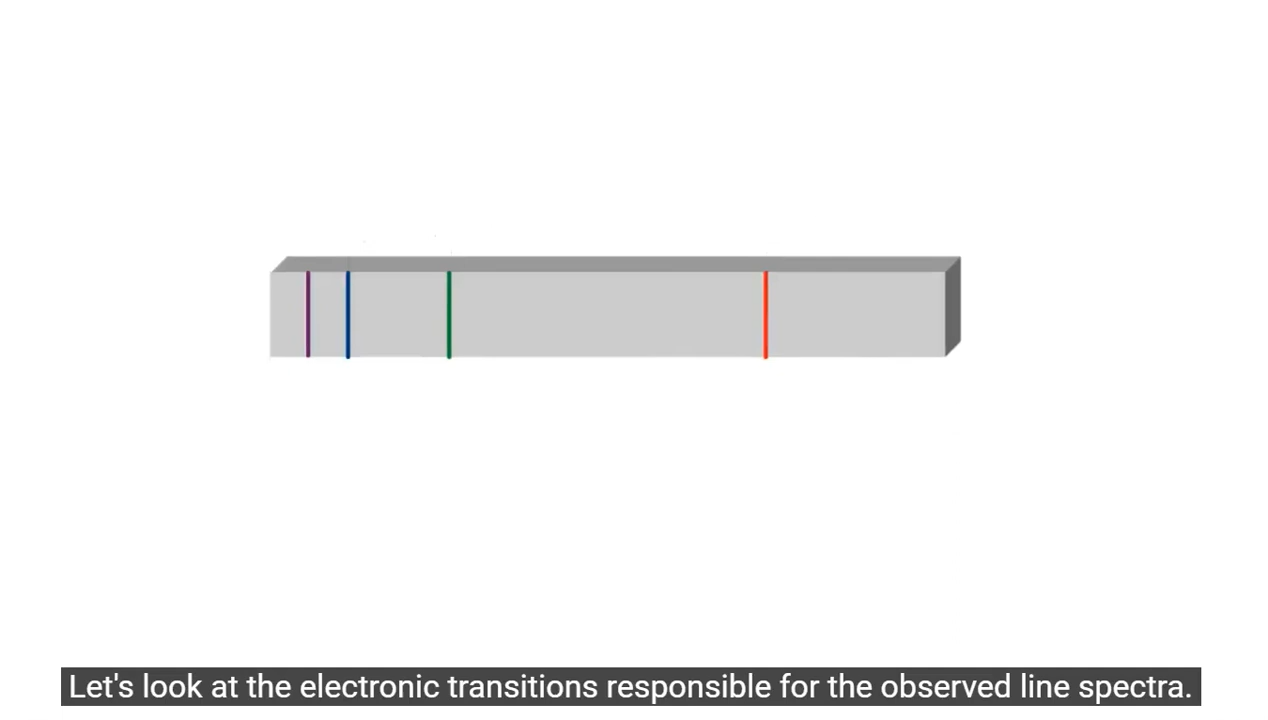 Let's look at the electronic transitions responsible for the observed line spectra.